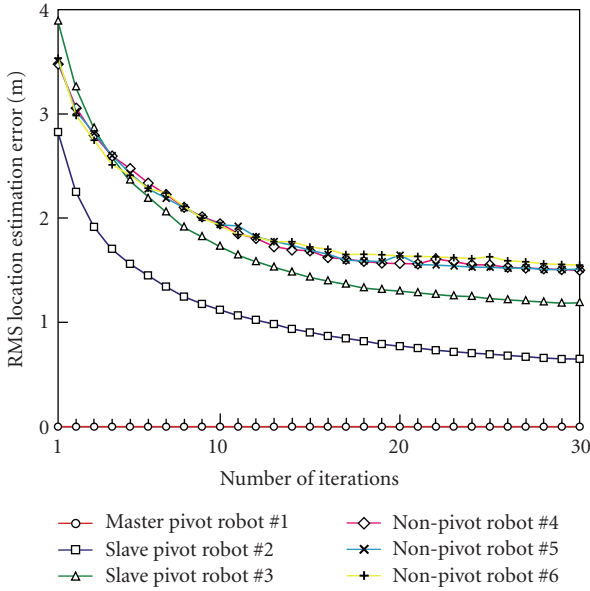 4
3
2
1
0
RMS location estimation error (m)
1 10 20 30
Number of iterations
Master pivot robot #1
Slave pivot robot #2
Slave pivot robot #3
Non-pivot robot #4
Non-pivot robot #5
Non-pivot robot #6